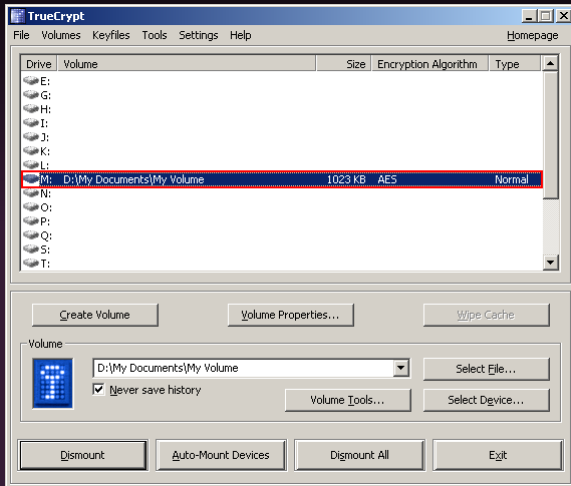 TrueCrypt
File Volumes Keyfiles Tools Settings Help Homepage
Drive Volume Size Encryption Algorithm Type
E:
G:
H:
I:
J:
K:
L:
M: D:\My Documents\My Volume 1023 KB AES Normal
N:
O:
P:
Q:
S:
T:
Create Volume Volume Properties... Wipe Cache
Volume
D:\My Documents\My Volume Select File...
Never save history Volume Tools... Select Device...
Dismount Auto-Mount Devices Dismount All Exit